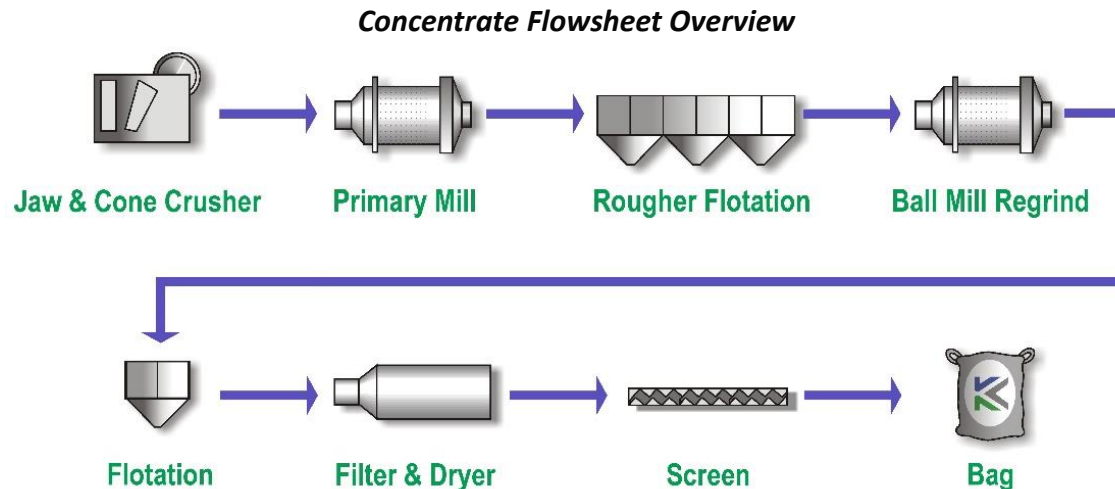 Concentrate Flowsheet Overview
Jaw & Cone Crusher
Primary Mill
Rougher Flotation
Ball Mill Regrind
Flotation
Filter & Dryer
Screen
Bag